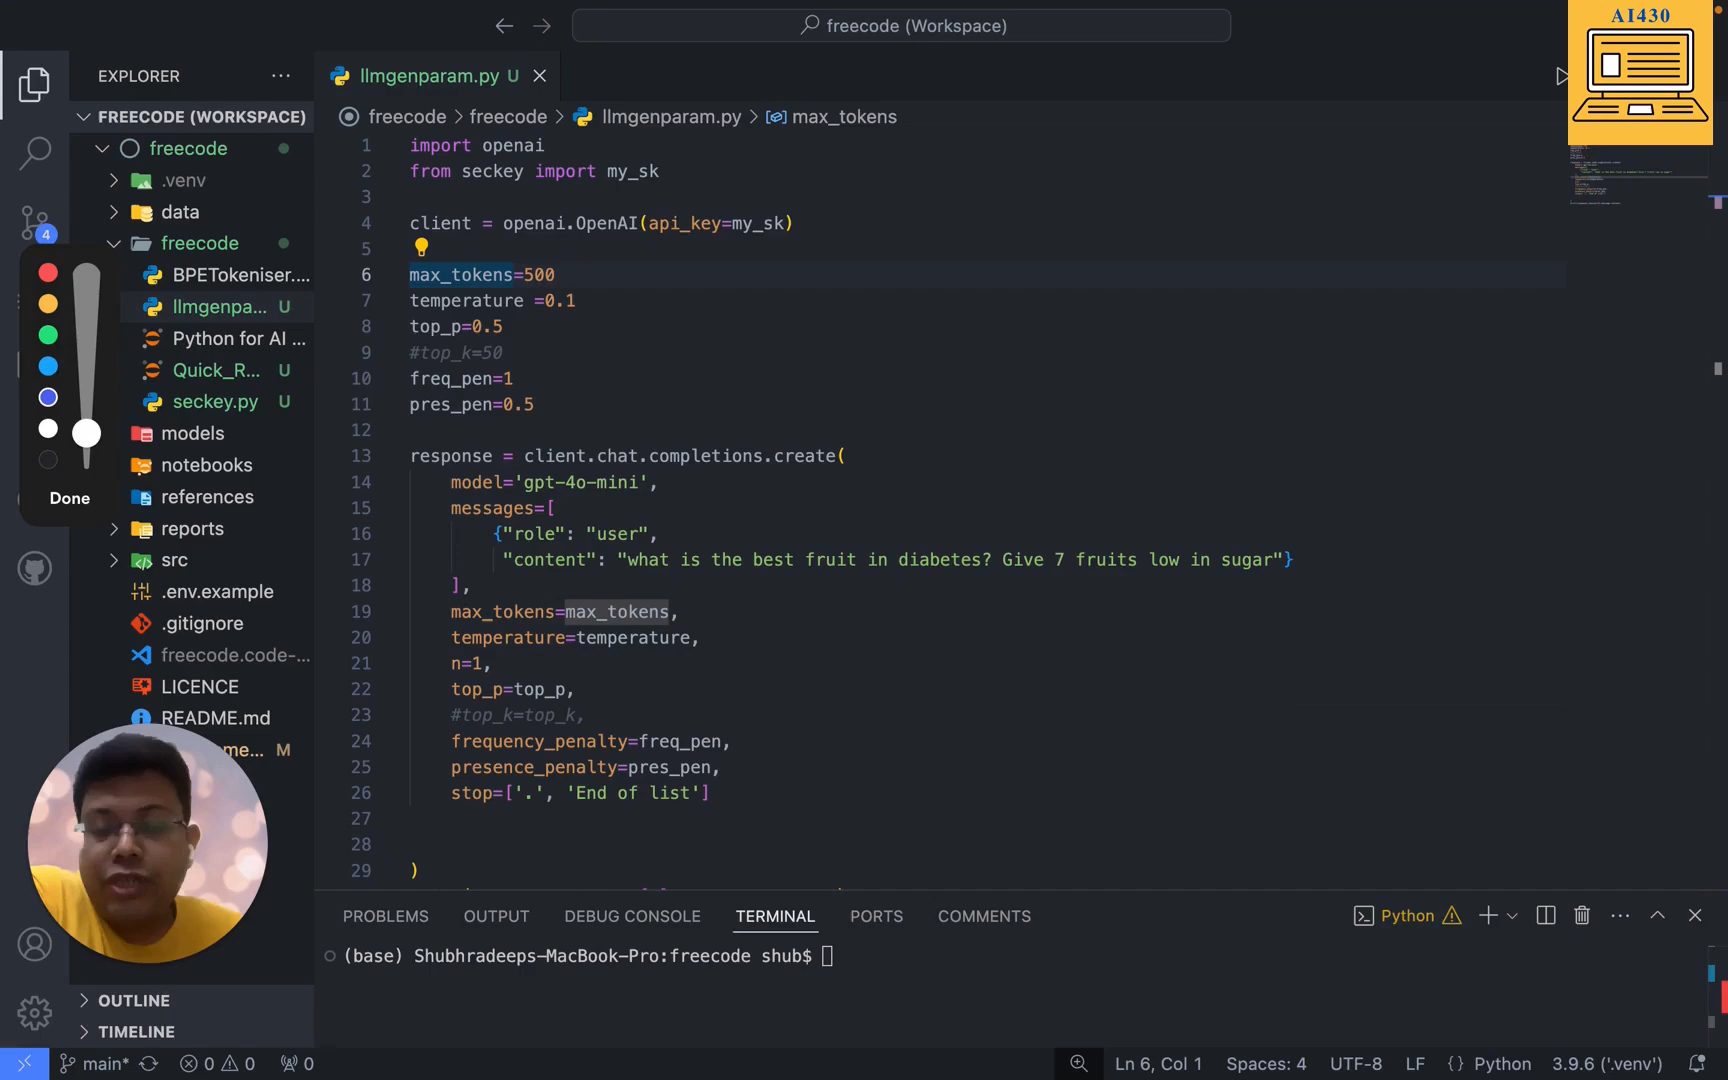 freecode (Workspace)
AI430
EXPLORER
llmgenparam.py U
FREECODE (WORKSPACE)
freecode > freecode > llmgenparam.py > max_tokens
freecode
.venv
data
freecode
BPETokeniser....
llmgenpa... U
Python for AI ...
Quick_R... U
seckey.py U
models
notebooks
references
reports
src
.env.example
.gitignore
freecode.code-...
LICENCE
README.md
me... M
4
Done
1 import openai
2 from seckey import my_sk
3
4 client = openai.OpenAI(api_key=my_sk)
5
6 max_tokens=500
7 temperature =0.1
8 top_p=0.5
9 #top_k=50
10 freq_pen=1
11 pres_pen=0.5
12
13 response = client.chat.completions.create(
14 model='gpt-4o-mini',
15 messages=[
16 {"role": "user",
17 "content": "what is the best fruit in diabetes? Give 7 fruits low in sugar"}
18 ],
19 max_tokens=max_tokens,
20 temperature=temperature,
21 n=1,
22 top_p=top_p,
23 #top_k=top_k,
24 frequency_penalty=freq_pen,
25 presence_penalty=pres_pen,
26 stop=['.', 'End of list']
27
28
29 )
PROBLEMS OUTPUT DEBUG CONSOLE TERMINAL PORTS COMMENTS
Python
(base) Shubhradeeps-MacBook-Pro:freecode shub$
OUTLINE
TIMELINE
main* 0 0 0
Ln 6, Col 1 Spaces: 4 UTF-8 LF {} Python 3.9.6 ('.venv')